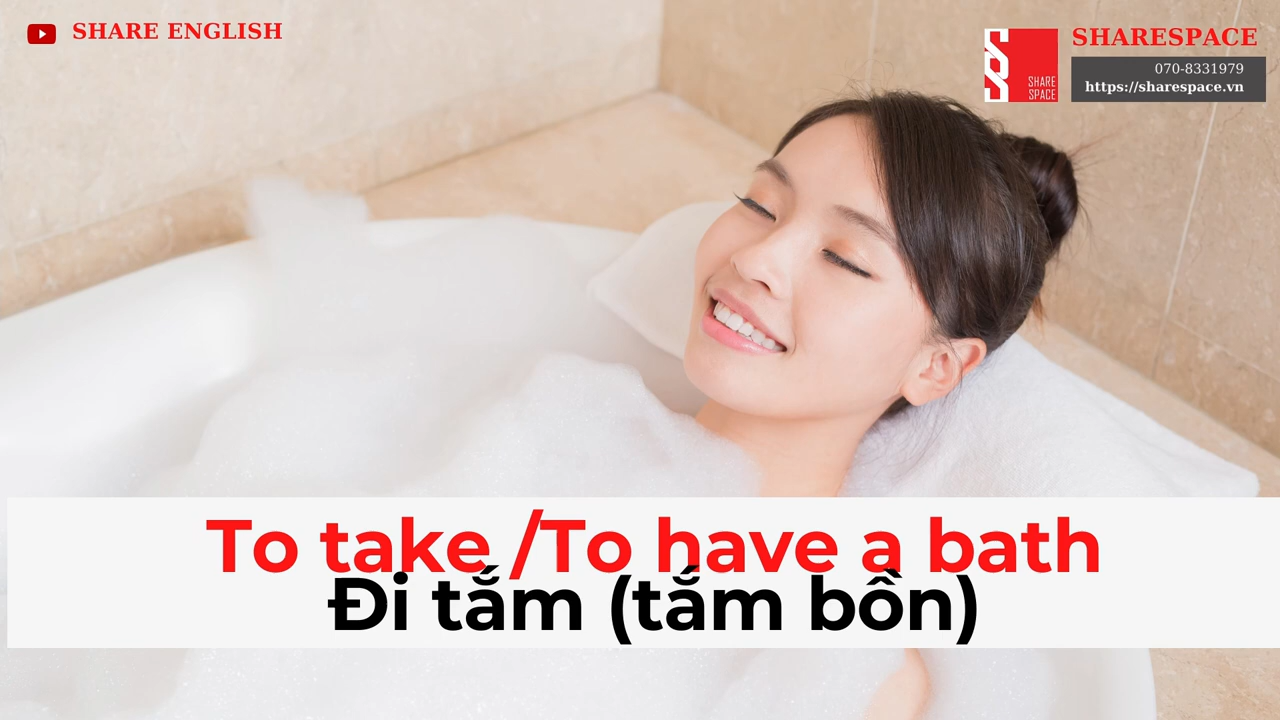 SHARE ENGLISH
SHARE
SPACE
SHARESPACE
070-8331979
https://sharespace.vn
To take /To have a bath
Đi tắm (tắm bồn)